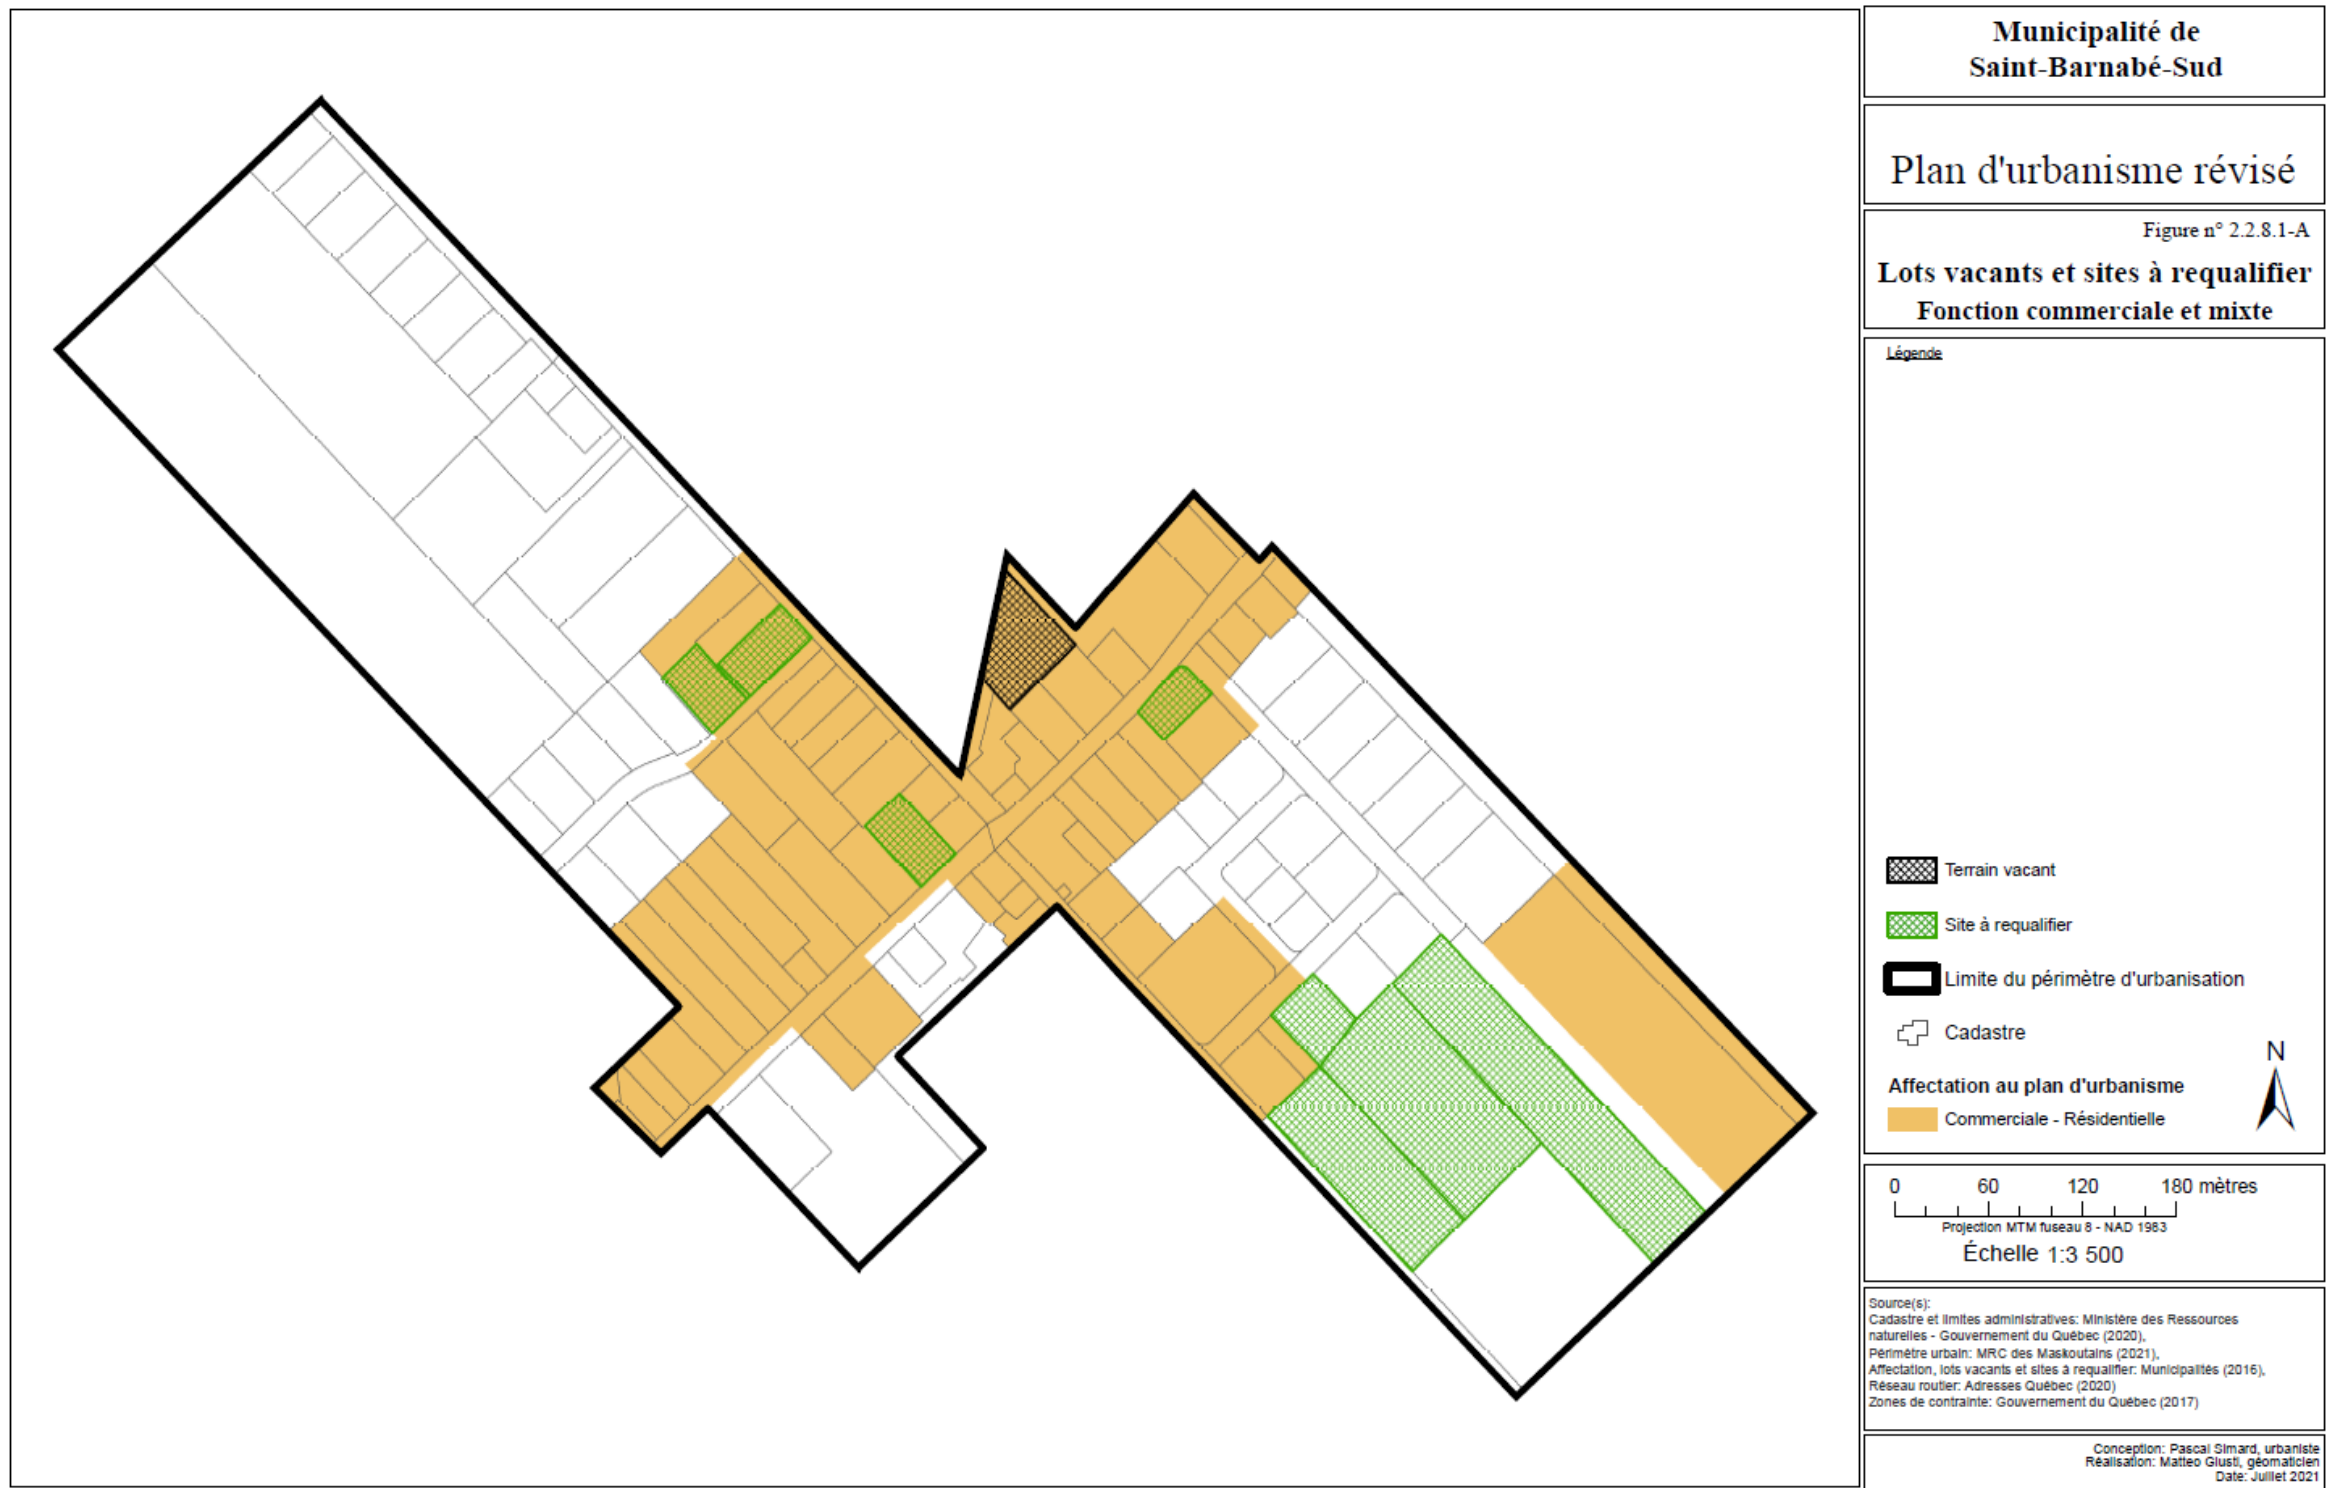 Municipalité de
Saint-Barnabé-Sud
Plan d'urbanisme révisé
Figure n° 2.2.8.1-A
Lots vacants et sites à requalifier
Fonction commerciale et mixte
Légende
Terrain vacant
Site à requalifier
Limite du périmètre d'urbanisation
Cadastre
N
Affectation au plan d'urbanisme
Commerciale - Résidentielle
0 60 120 180 mètres
Projection MTM fuseau 8 - NAD 1983
Échelle 1:3 500
Source(s):
Cadastre et limites administratives: Ministère des Ressources
naturelles - Gouvernement du Québec (2020),
Périmètre urbain: MRC des Maskoutains (2021),
Affectation, lots vacants et sites à requalifier: Municipalités (2016),
Réseau routier: Adresses Québec (2020)
Zones de contrainte: Gouvernement du Québec (2017)
Conception: Pascal Simard, urbaniste
Réalisation: Matteo Giusti, géomaticien
Date: Juillet 2021